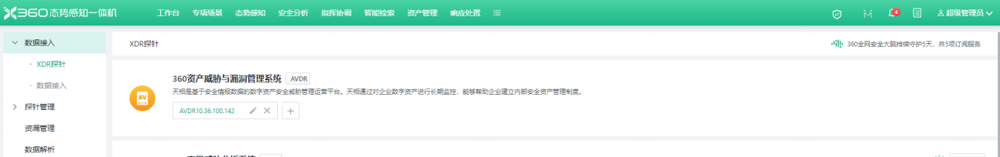 360态势感知一体机 工作台 专项场景 态势感知 安全分析 指挥协调 智能检索 资产管理 响应处置 4 超级管理员
数据接入
XDR探针
数据接入
探针管理
资漏管理
数据解析
XDR探针 360全网安全大脑持续守护5天，共5项订阅服务
360资产威胁与漏洞管理系统 AVDR
天相是基于安全情报数据的数字资产安全威胁管理运营平台。天相通过对企业数字资产进行长期监控，能够帮助企业建立内部安全资产管理制度。
AVDR10.36.100.142